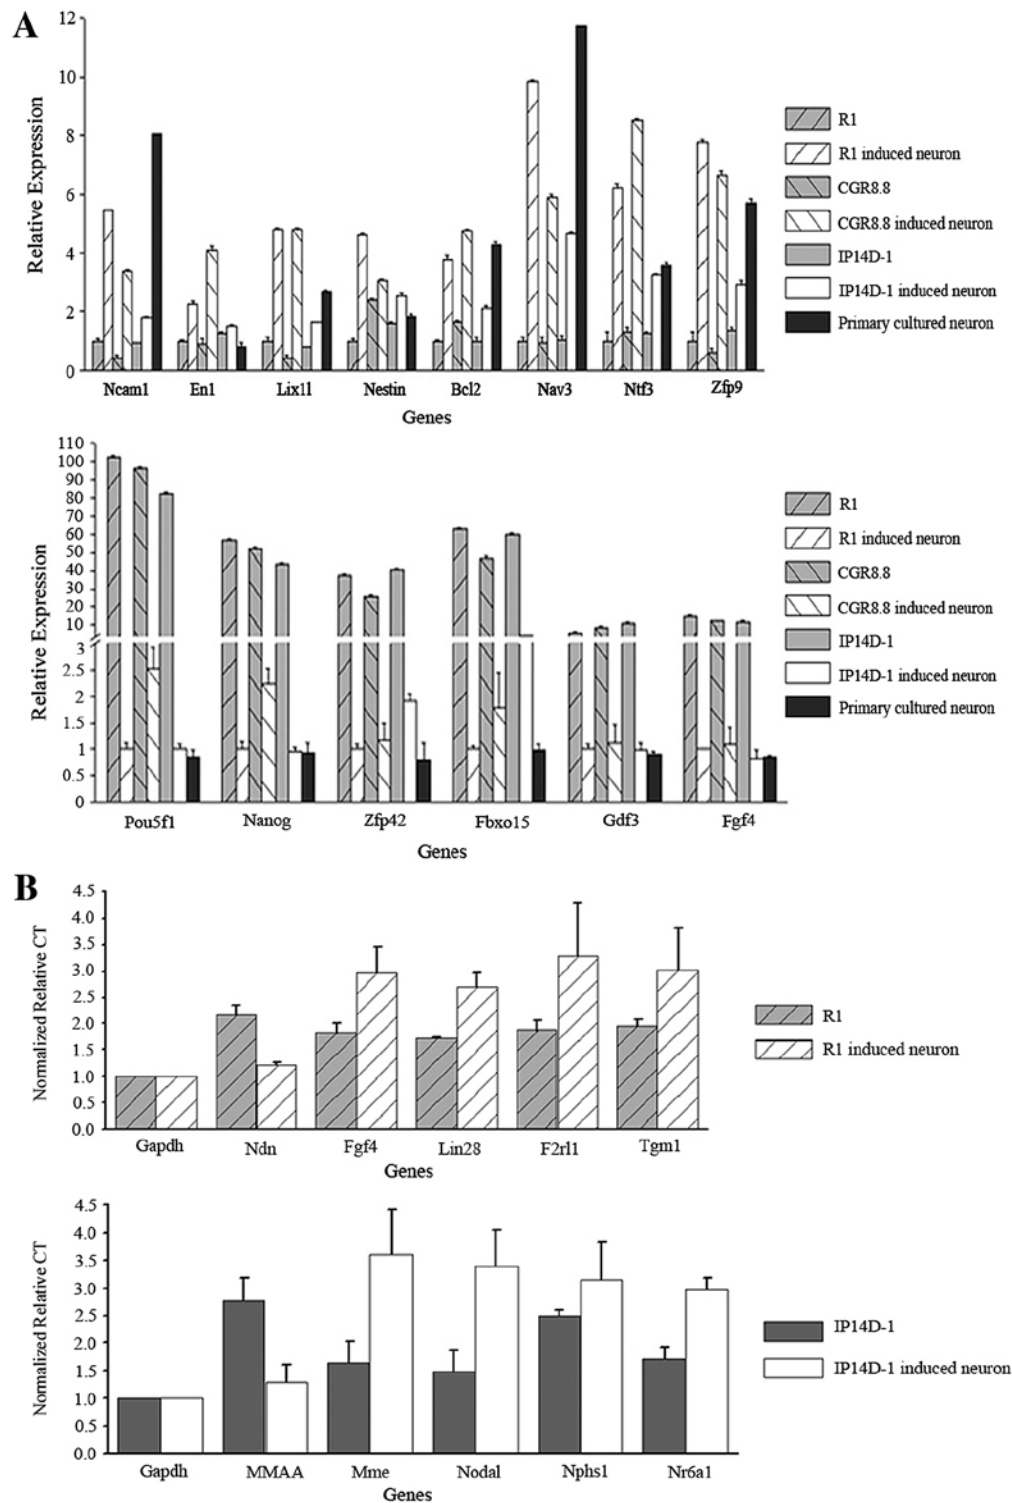 A
12
10
8
6
4
2
0
Relative Expression
Ncam1 En1 Lix1l Nestin Bcl2 Nav3 Ntf3 Zfp9
Genes
R1
R1 induced neuron
CGR8.8
CGR8.8 induced neuron
IP14D-1
IP14D-1 induced neuron
Primary cultured neuron
110
100
90
80
70
60
50
40
30
20
10
3
2.5
2
1.5
1
0.5
0
Relative Expression
Pou5f1 Nanog Zfp42 Fbxo15 Gdf3 Fgf4
Genes
R1
R1 induced neuron
CGR8.8
CGR8.8 induced neuron
IP14D-1
IP14D-1 induced neuron
Primary cultured neuron
B
4.5
4.0
3.5
3.0
2.5
2.0
1.5
1.0
0.5
0.0
Normalized Relative CT
Gapdh Ndn Fgf4 Lin28 F2rl1 Tgm1
Genes
R1
R1 induced neuron
4.5
4.0
3.5
3.0
2.5
2.0
1.5
1.0
0.5
0.0
Normalized Relative CT
Gapdh MMAA Mme Nodal Nphs1 Nr6a1
Genes
IP14D-1
IP14D-1 induced neuron